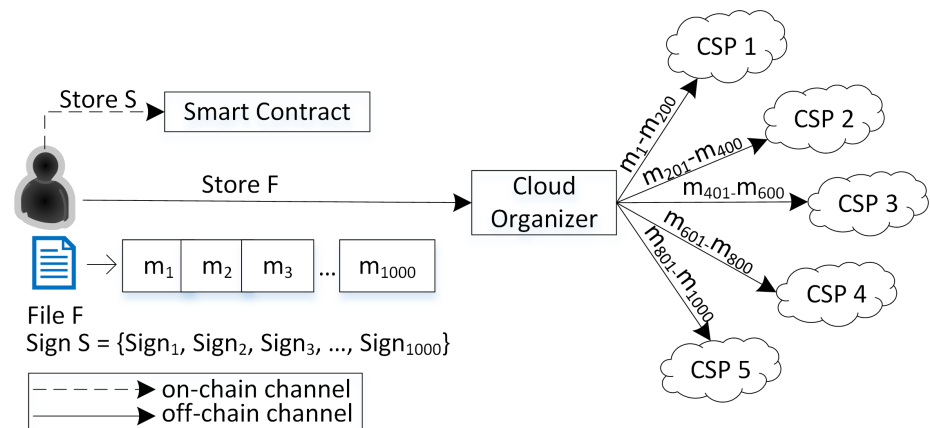 CSP 1
Store S
Smart Contract
m₁-m₂₀₀
CSP 2
m₂₀₁-m₄₀₀
Store F
Cloud
Organizer
m₄₀₁-m₆₀₀
CSP 3
m₆₀₁-m₈₀₀
m₈₀₁-m₁₀₀₀
m₁ m₂ m₃ ... m₁₀₀₀
CSP 4
File F
Sign S = {Sign₁, Sign₂, Sign₃, ..., Sign₁₀₀₀}
CSP 5
on-chain channel
off-chain channel